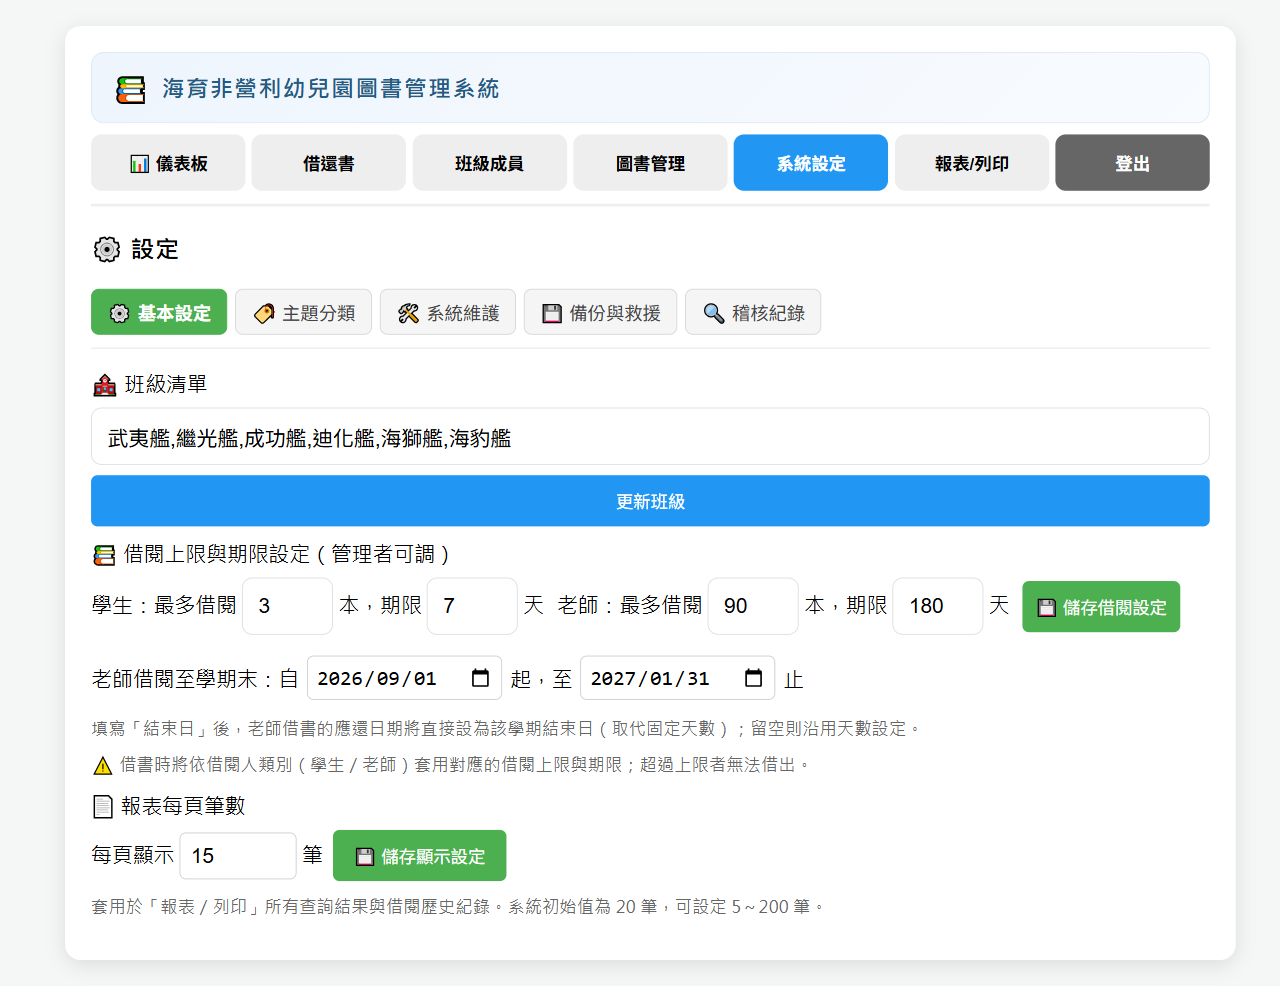 📚 海育非營利幼兒園圖書管理系統
📊 儀表板 借還書 班級成員 圖書管理 系統設定 報表/列印 登出
⚙️ 設定
⚙️ 基本設定 🏷️ 主題分類 🛠️ 系統維護 💾 備份與救援 🔍 稽核紀錄
🏫 班級清單
武夷艦,繼光艦,成功艦,迪化艦,海獅艦,海豹艦
更新班級
📚 借閱上限與期限設定（管理者可調）
學生：最多借閱 3 本，期限 7 天 老師：最多借閱 90 本，期限 180 天 💾 儲存借閱設定
老師借閱至學期末：自 2026/09/01 起，至 2027/01/31 止
填寫「結束日」後，老師借書的應還日期將直接設為該學期結束日（取代固定天數）；留空則沿用天數設定。
⚠️ 借書時將依借閱人類別（學生／老師）套用對應的借閱上限與期限；超過上限者無法借出。
📄 報表每頁筆數
每頁顯示 15 筆 💾 儲存顯示設定
套用於「報表／列印」所有查詢結果與借閱歷史紀錄。系統初始值為 20 筆，可設定 5～200 筆。